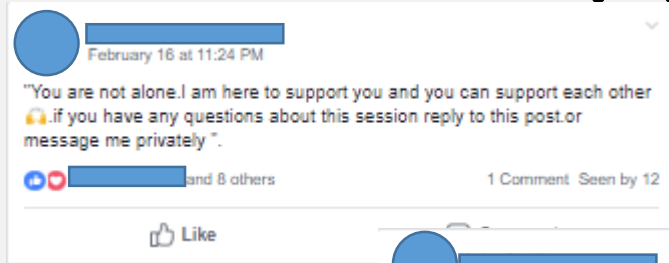 February 16 at 11:24 PM
"You are not alone.I am here to support you and you can support each other
🙌.if you have any questions about this session reply to this post.or
message me privately ".
and 8 others 1 Comment Seen by 12
Like